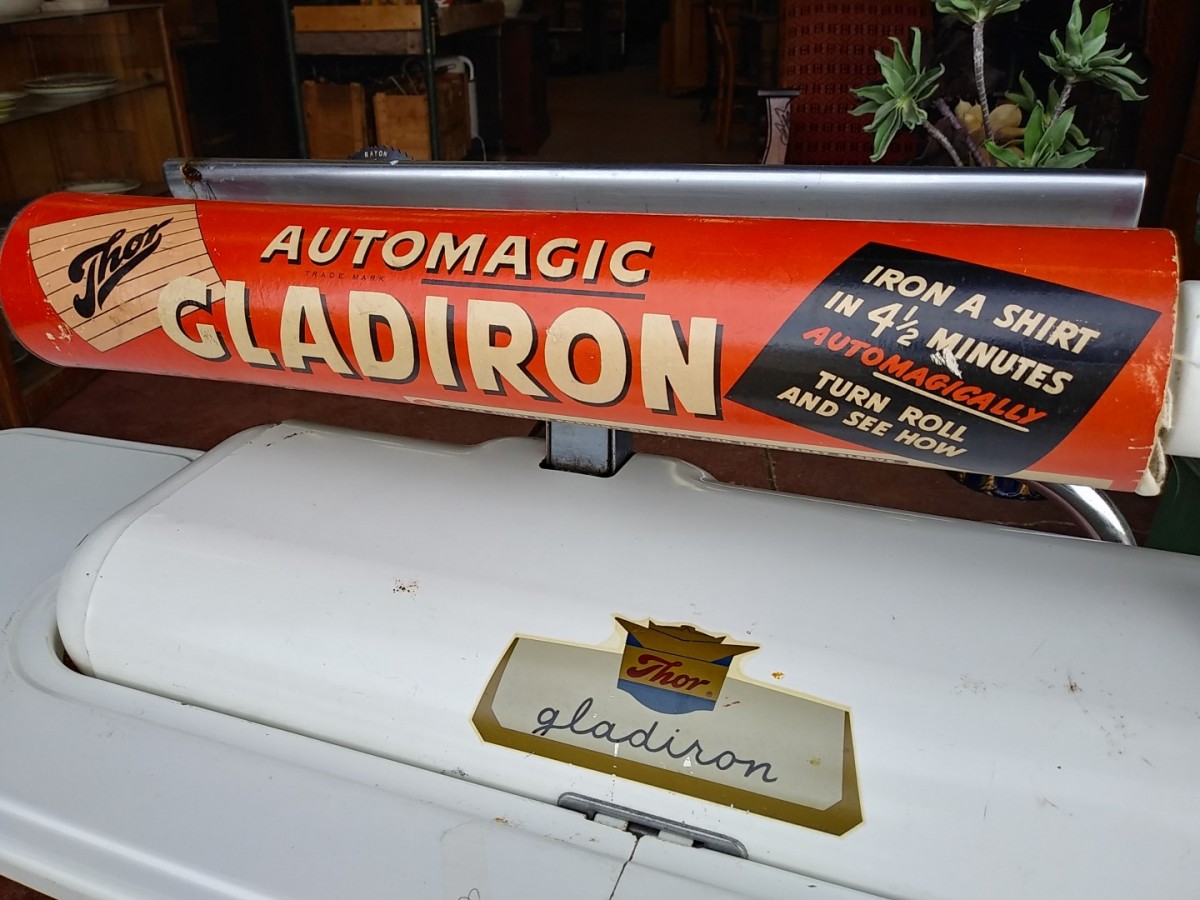 Thor
AUTOMAGIC
TRADE MARK
GLADIRON
IRON A SHIRT
IN 4½ MINUTES
AUTOMAGICALLY
TURN ROLL
AND SEE HOW
Thor
gladiron